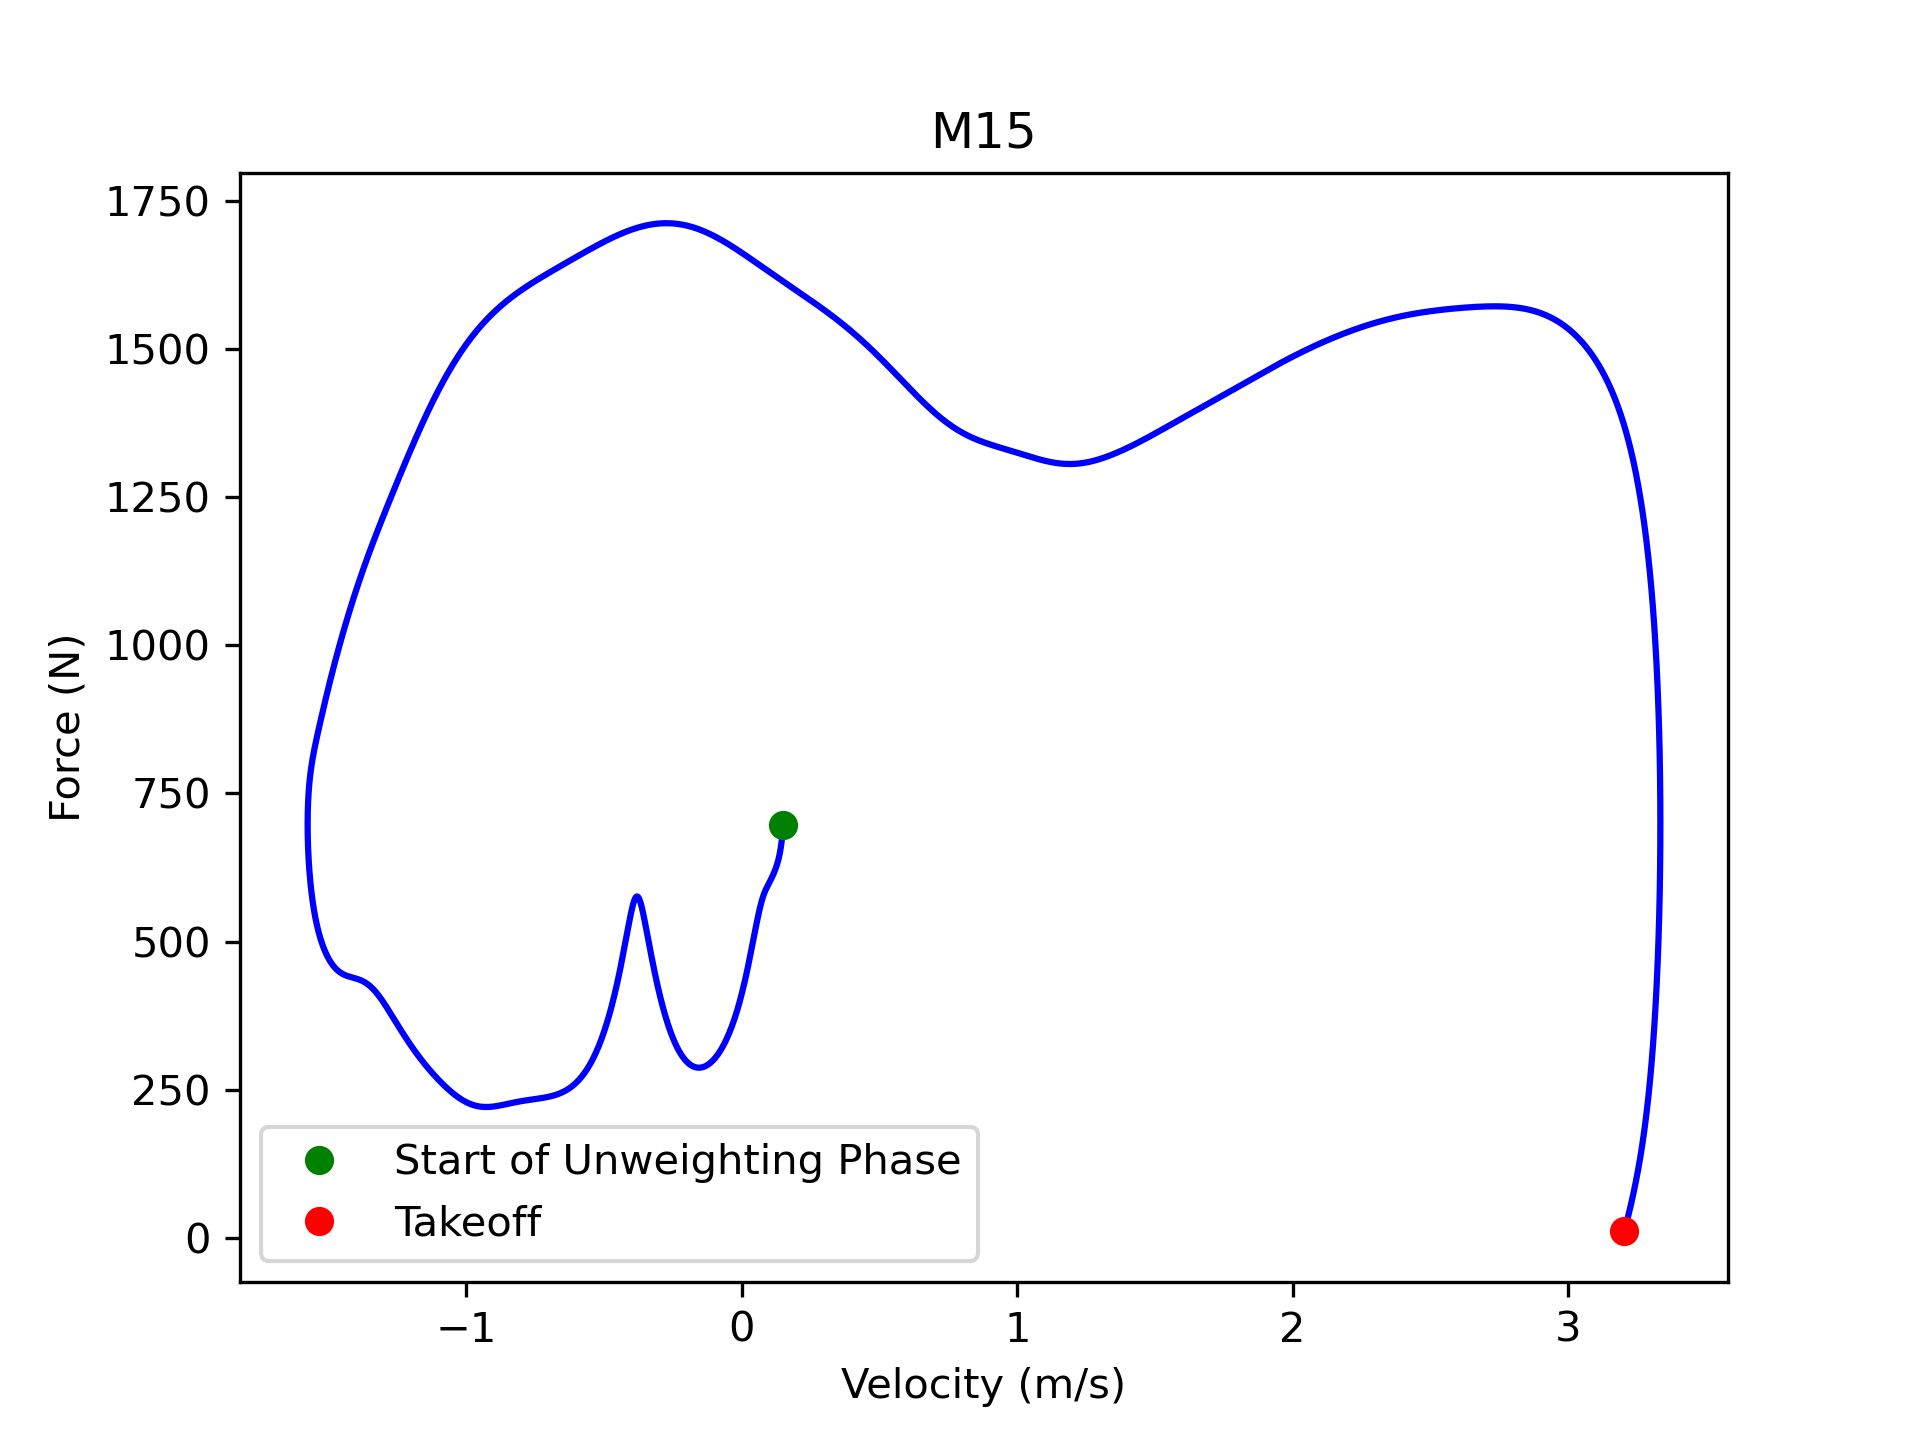 M15
1750
1500
1250
1000
750
500
250
0
Force (N)
Start of Unweighting Phase
Takeoff
−1 0 1 2 3
Velocity (m/s)